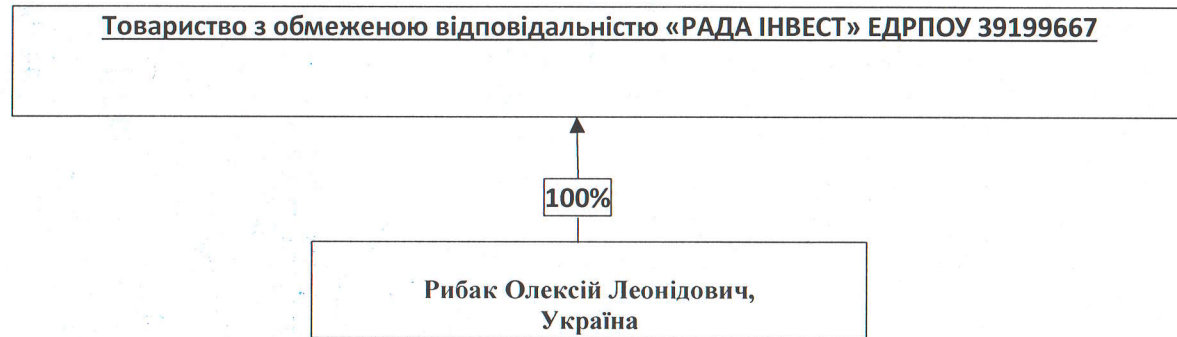 Товариство з обмеженою відповідальністю «РАДА ІНВЕСТ» ЕДРПОУ 39199667
100%
Рибак Олексій Леонідович,
Україна